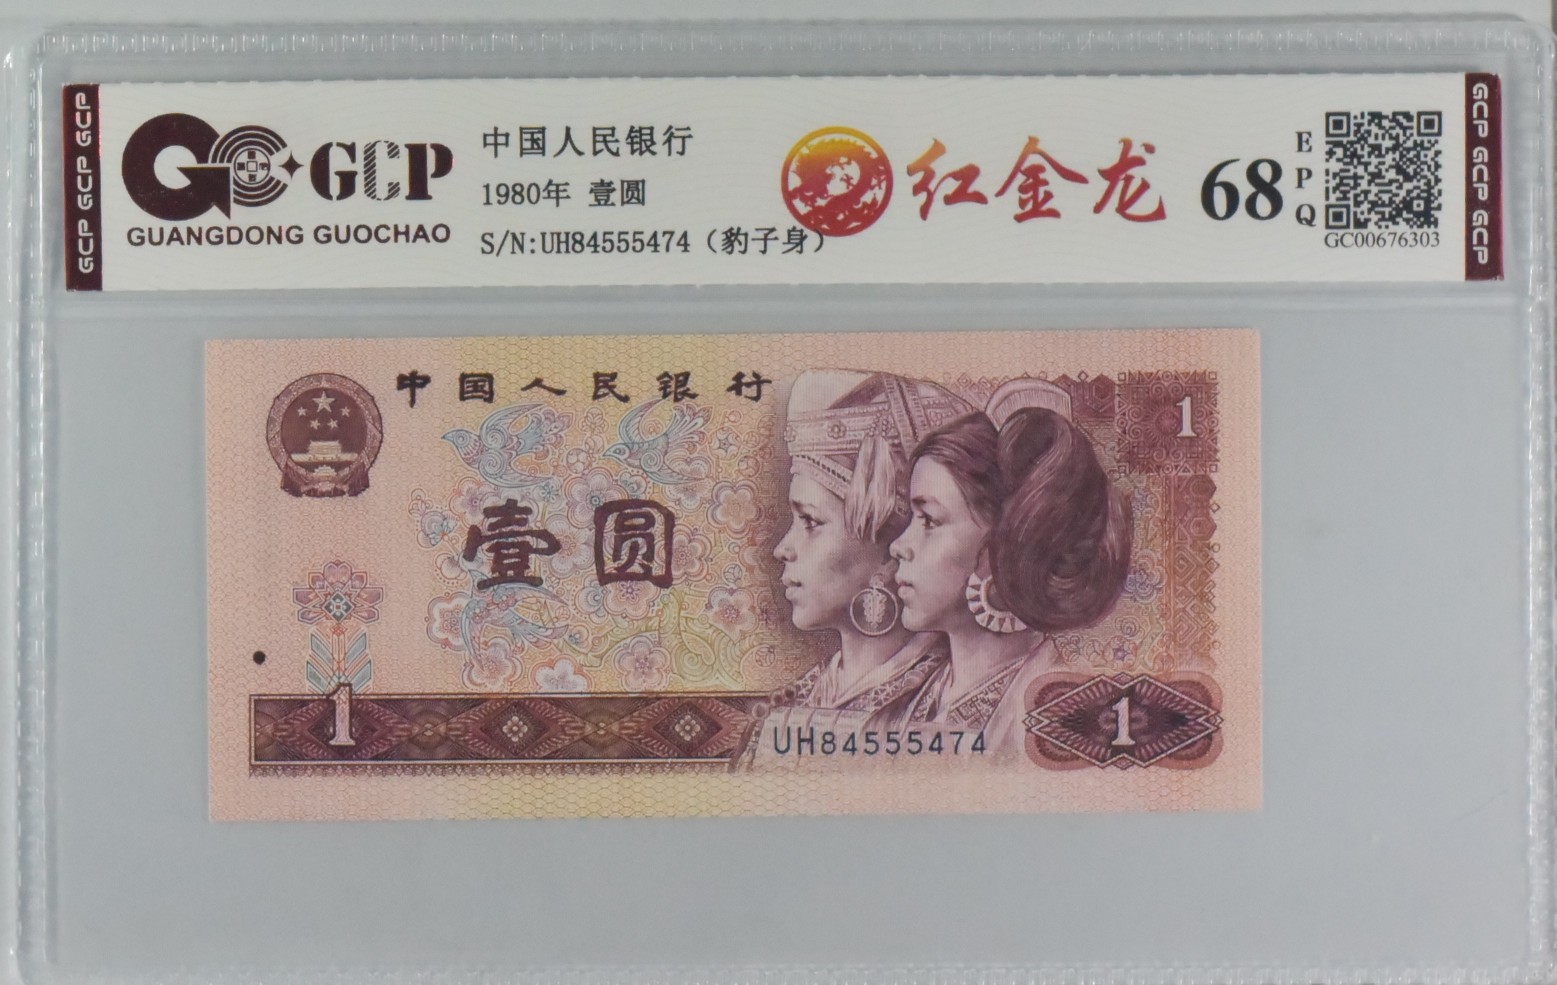 GCP GCP GCP
GCP
GUANGDONG GUOCHAO
中国人民银行
1980年 壹圆
S/N:UH84555474（豹子身）
红金龙
68
EPQ
GC00676303
GCP GCP GCP
中国人民银行
1
壹圆
1
1
UH84555474